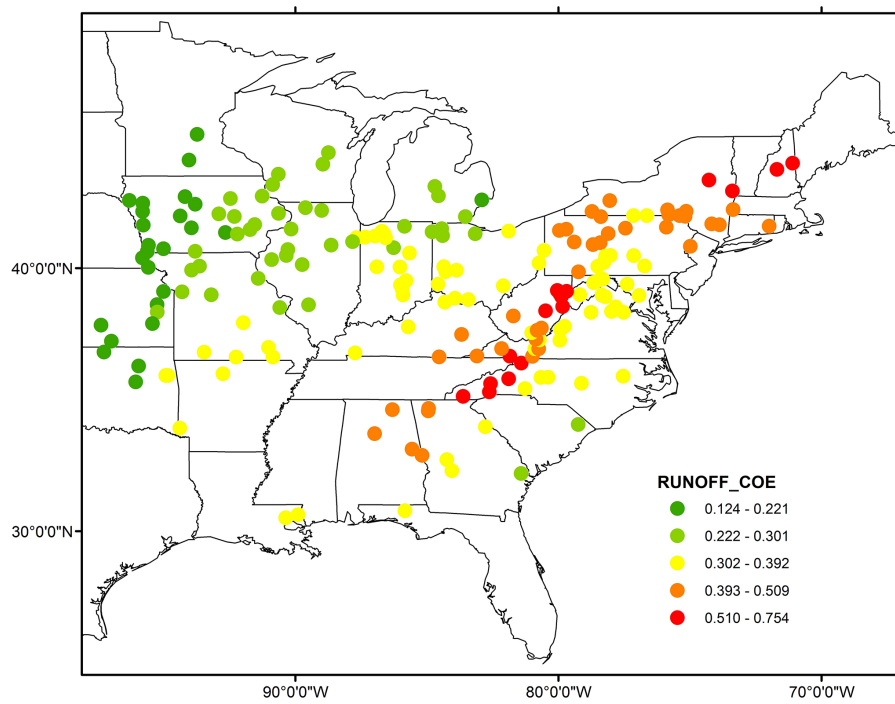 40°0'0"N
30°0'0"N
RUNOFF_COE
0.124 - 0.221
0.222 - 0.301
0.302 - 0.392
0.393 - 0.509
0.510 - 0.754
90°0'0"W
80°0'0"W
70°0'0"W